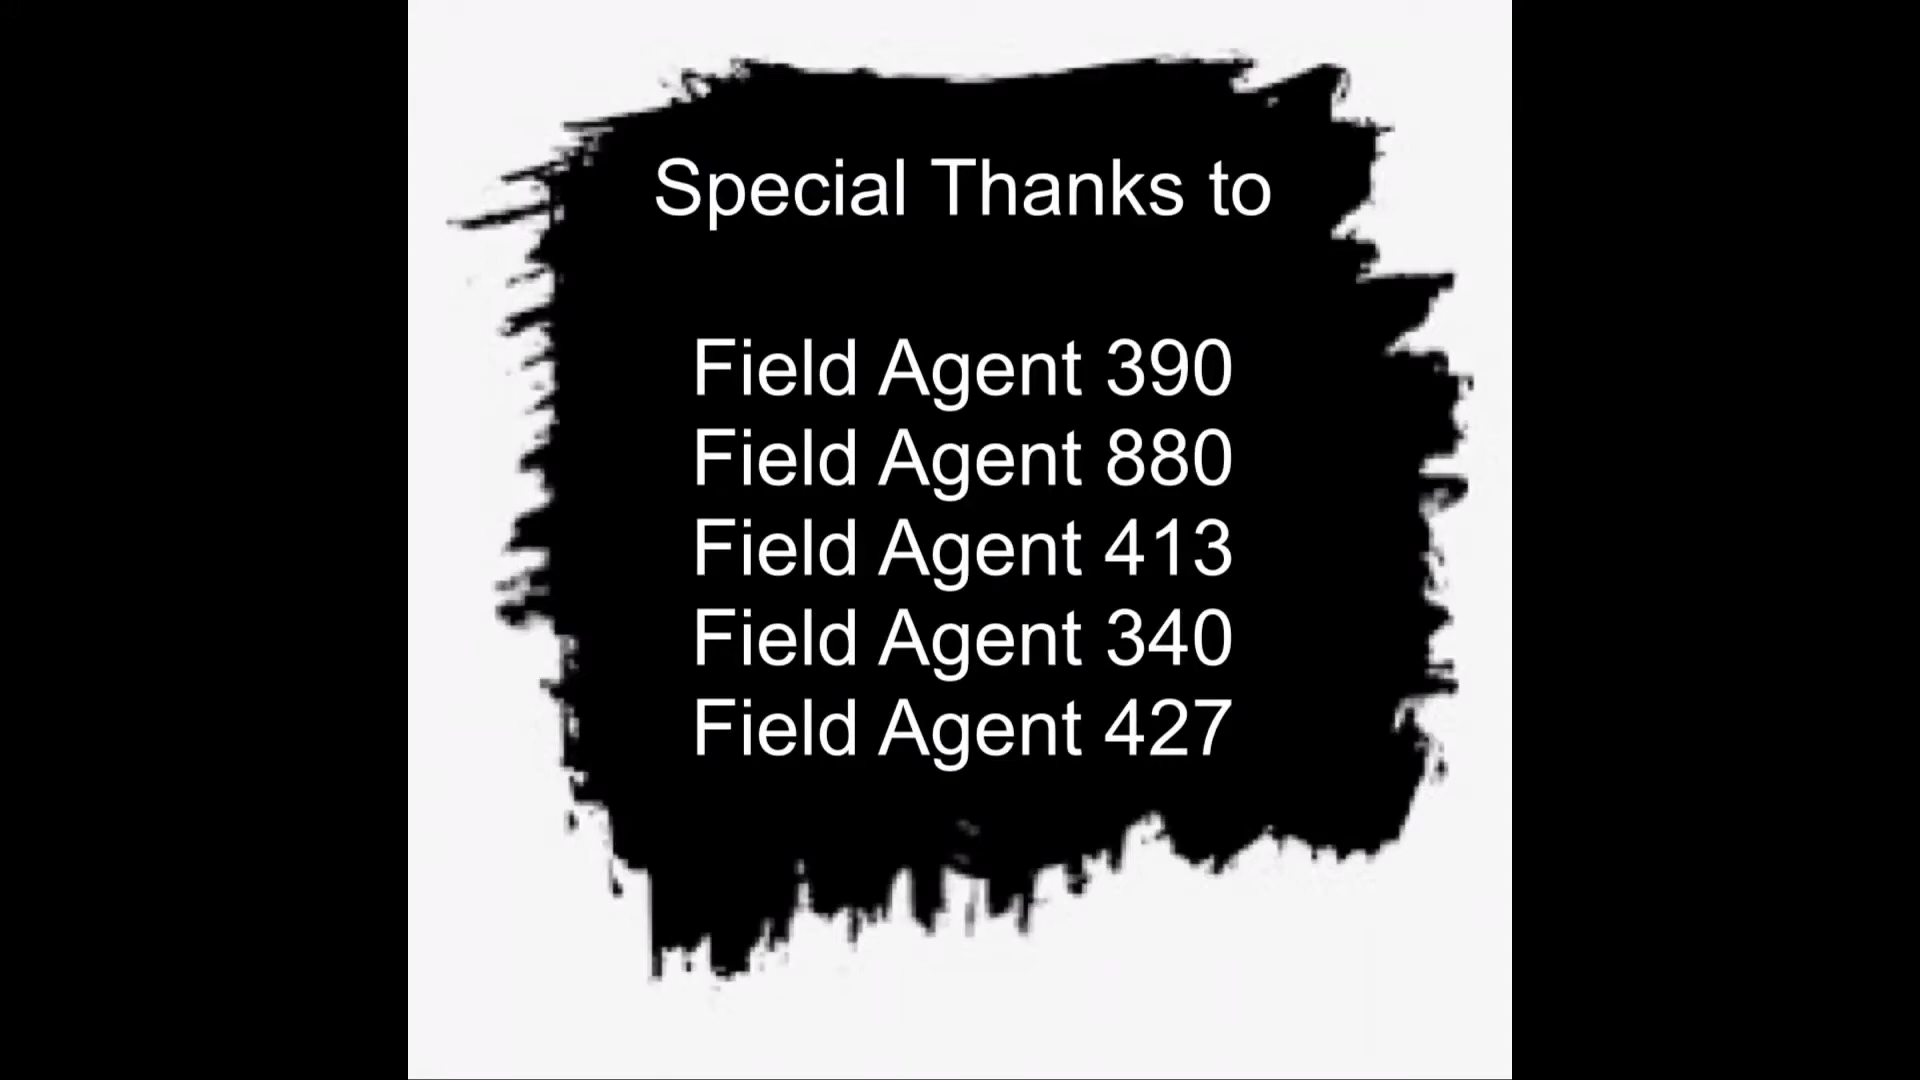 Special Thanks to
Field Agent 390
Field Agent 880
Field Agent 413
Field Agent 340
Field Agent 427